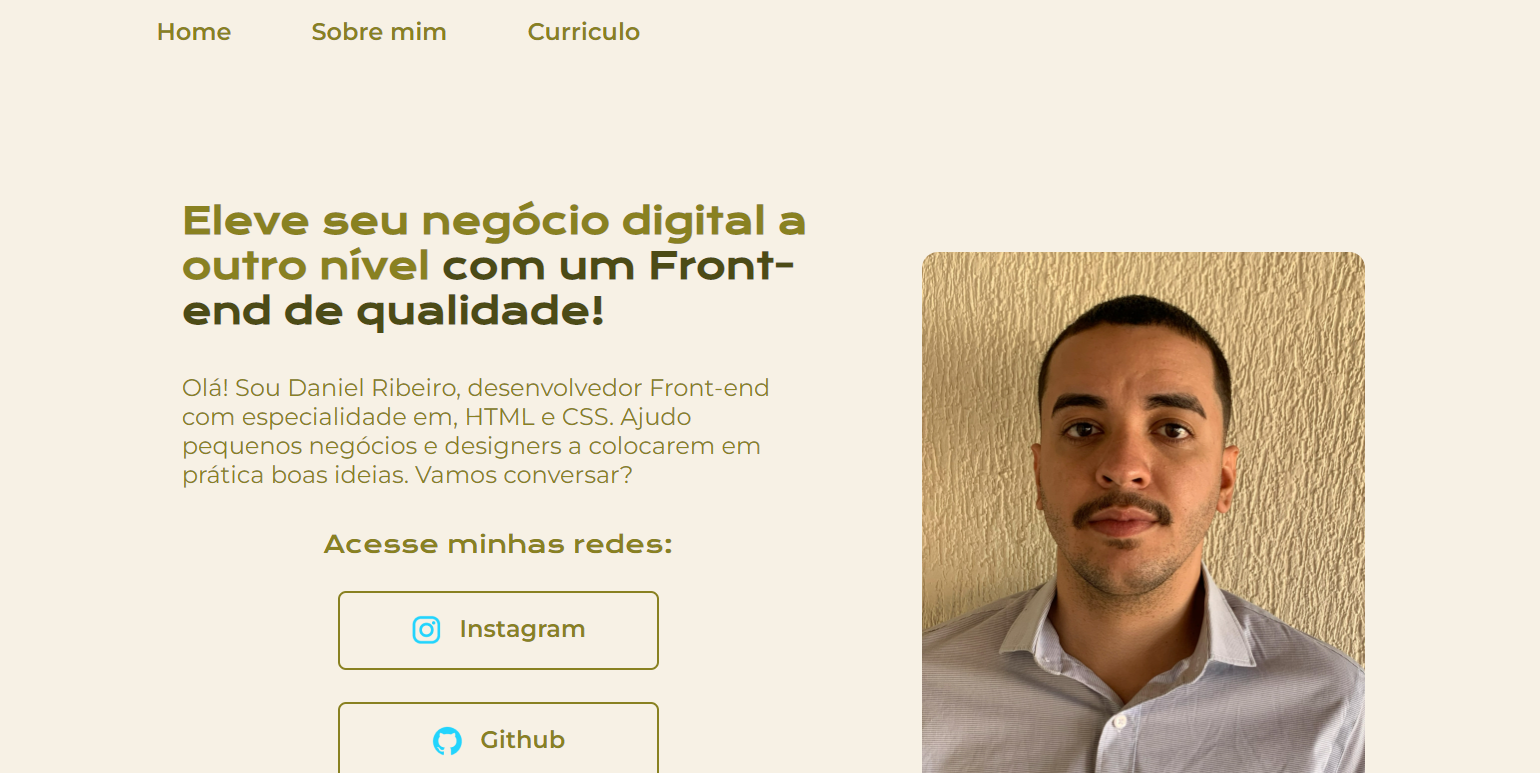 Home Sobre mim Curriculo
Eleve seu negócio digital a
outro nível com um Front-
end de qualidade!
Olá! Sou Daniel Ribeiro, desenvolvedor Front-end
com especialidade em, HTML e CSS. Ajudo
pequenos negócios e designers a colocarem em
prática boas ideias. Vamos conversar?
Acesse minhas redes:
Instagram
Github